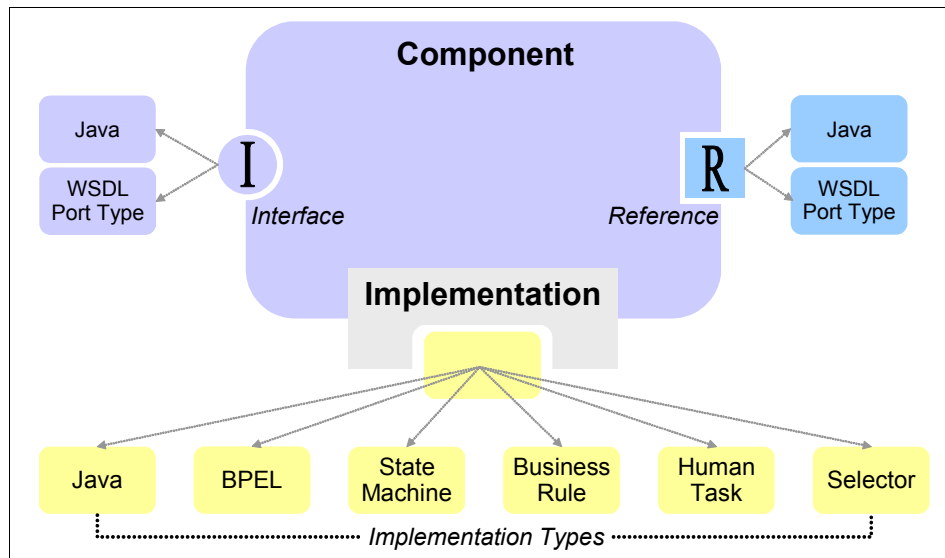 Component
Java
WSDL
Port Type
I
Interface
R
Reference
Java
WSDL
Port Type
Implementation
Java
BPEL
State
Machine
Business
Rule
Human
Task
Selector
Implementation Types